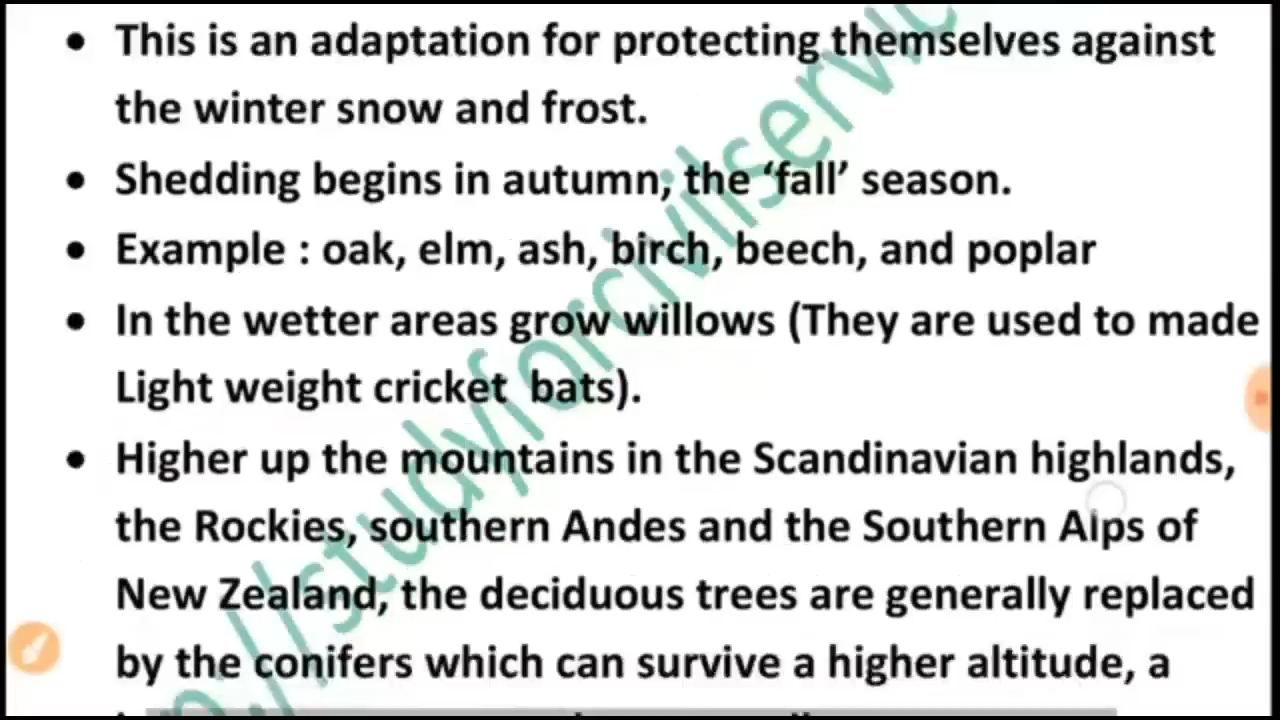 • This is an adaptation for protecting themselves against
the winter snow and frost.
• Shedding begins in autumn, the ‘fall’ season.
• Example : oak, elm, ash, birch, beech, and poplar
• In the wetter areas grow willows (They are used to made
Light weight cricket bats).
• Higher up the mountains in the Scandinavian highlands,
the Rockies, southern Andes and the Southern Alps of
New Zealand, the deciduous trees are generally replaced
by the conifers which can survive a higher altitude, a
//studyforcivilservic